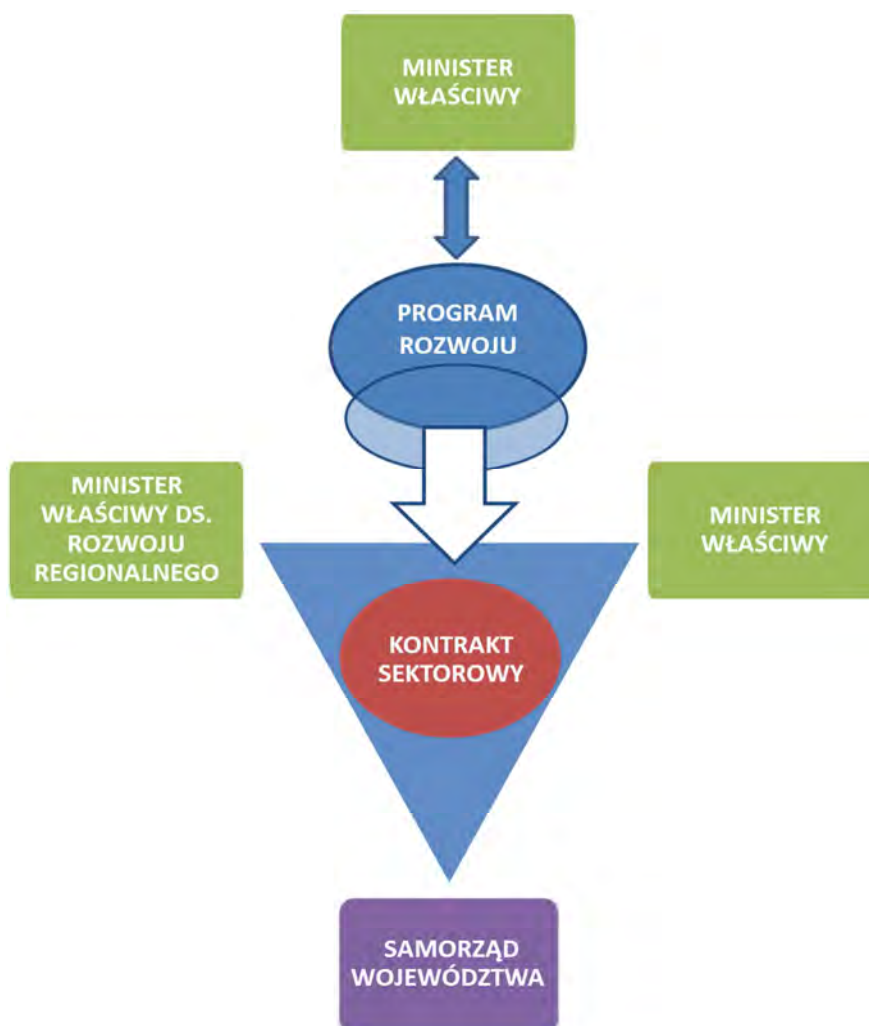 MINISTER
WŁAŚCIWY
PROGRAM
ROZWOJU
MINISTER
WŁAŚCIWY DS.
ROZWOJU
REGIONALNEGO
MINISTER
WŁAŚCIWY
KONTRAKT
SEKTOROWY
SAMORZĄD
WOJEWÓDZTWA